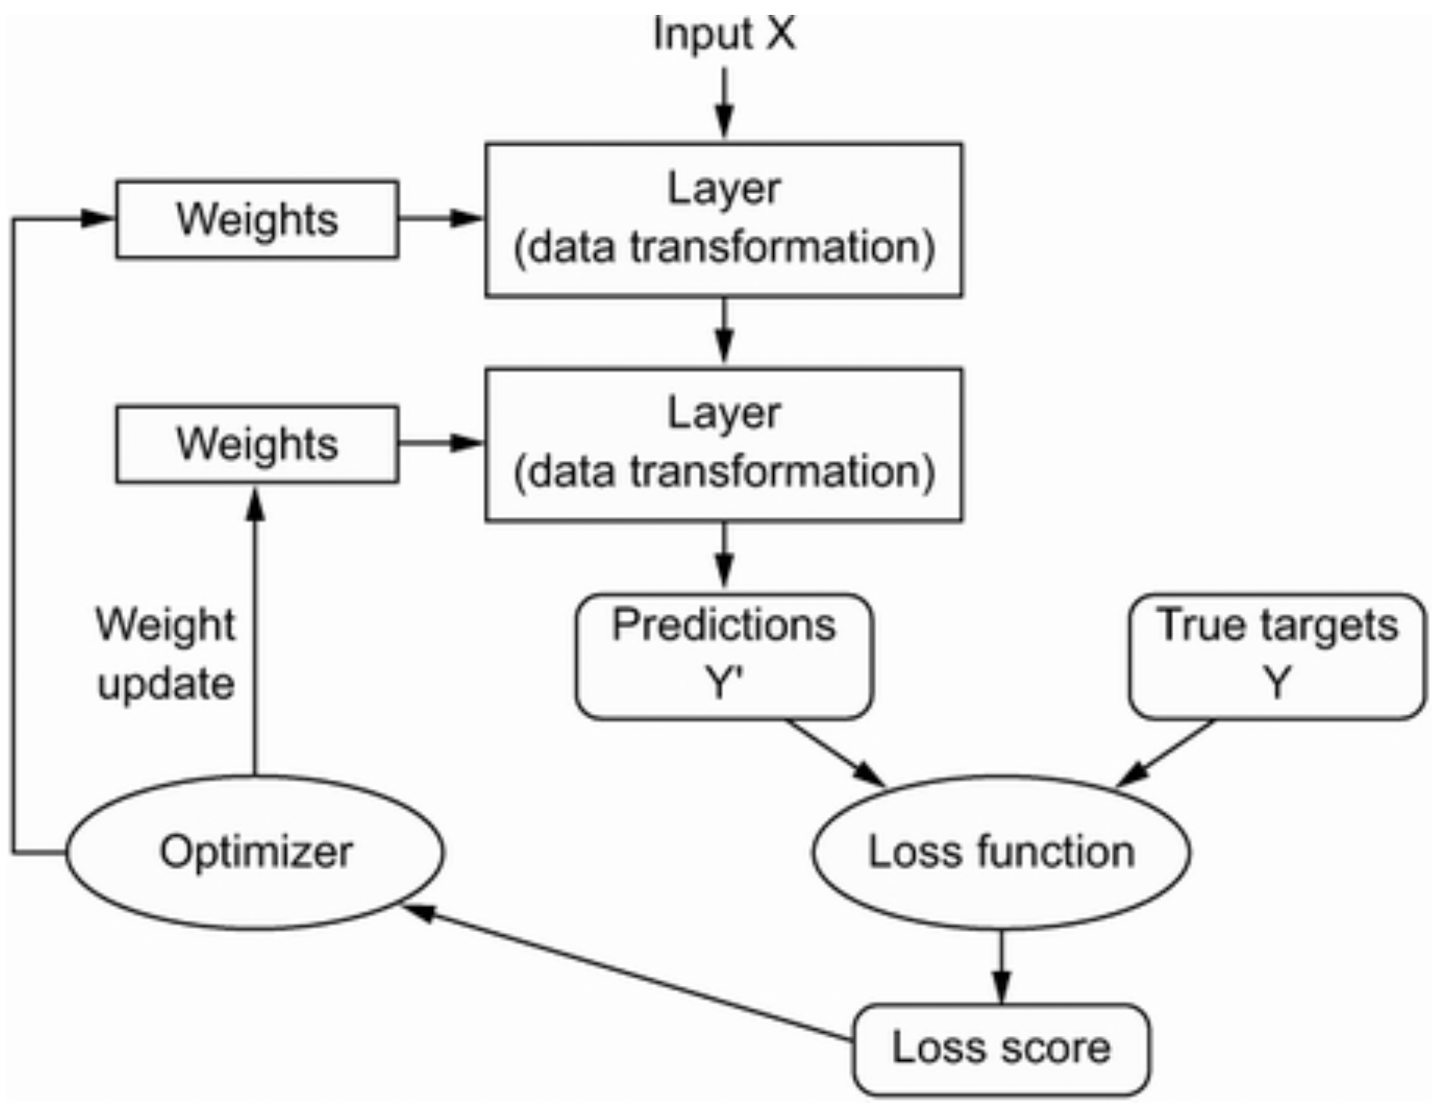 Input X
Weights
Layer
(data transformation)
Weights
Layer
(data transformation)
Weight
update
Predictions
Y'
True targets
Y
Optimizer
Loss function
Loss score